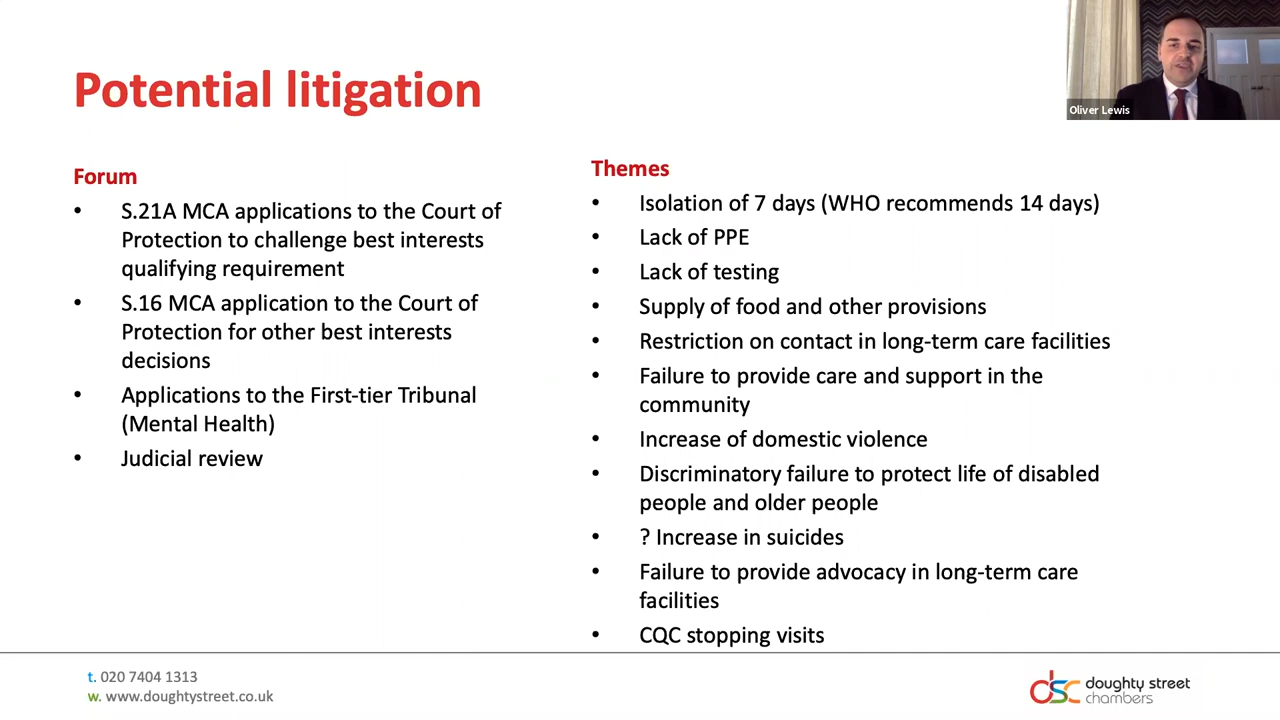 Potential litigation
Oliver Lewis
Forum
• S.21A MCA applications to the Court of
Protection to challenge best interests
qualifying requirement
• S.16 MCA application to the Court of
Protection for other best interests
decisions
• Applications to the First-tier Tribunal
(Mental Health)
• Judicial review
Themes
• Isolation of 7 days (WHO recommends 14 days)
• Lack of PPE
• Lack of testing
• Supply of food and other provisions
• Restriction on contact in long-term care facilities
• Failure to provide care and support in the
community
• Increase of domestic violence
• Discriminatory failure to protect life of disabled
people and older people
• ? Increase in suicides
• Failure to provide advocacy in long-term care
facilities
• CQC stopping visits
t. 020 7404 1313
w. www.doughtystreet.co.uk
dsc doughty street
chambers